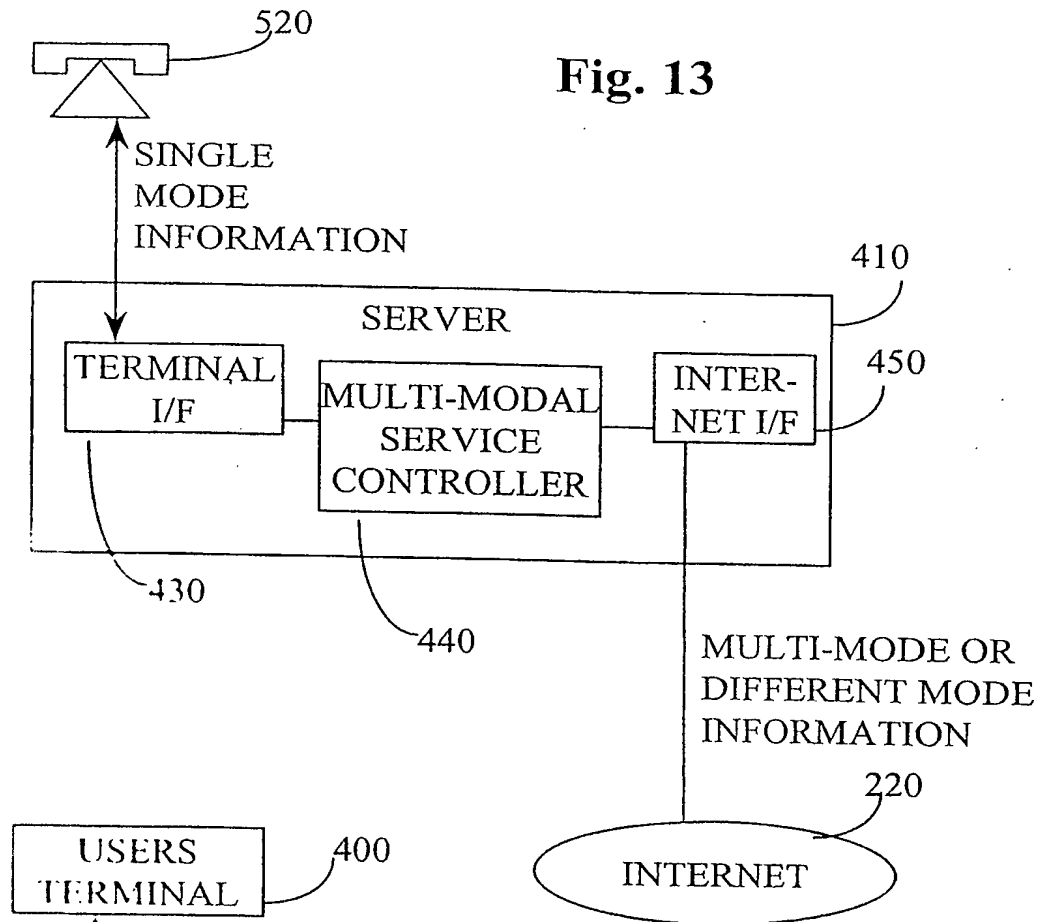 520
Fig. 13
SINGLE
MODE
INFORMATION
410
SERVER
TERMINAL
I/F
MULTI-MODAL
SERVICE
CONTROLLER
INTER-
NET I/F
450
430
440
MULTI-MODE OR
DIFFERENT MODE
INFORMATION
220
USERS
TERMINAL
400
INTERNET